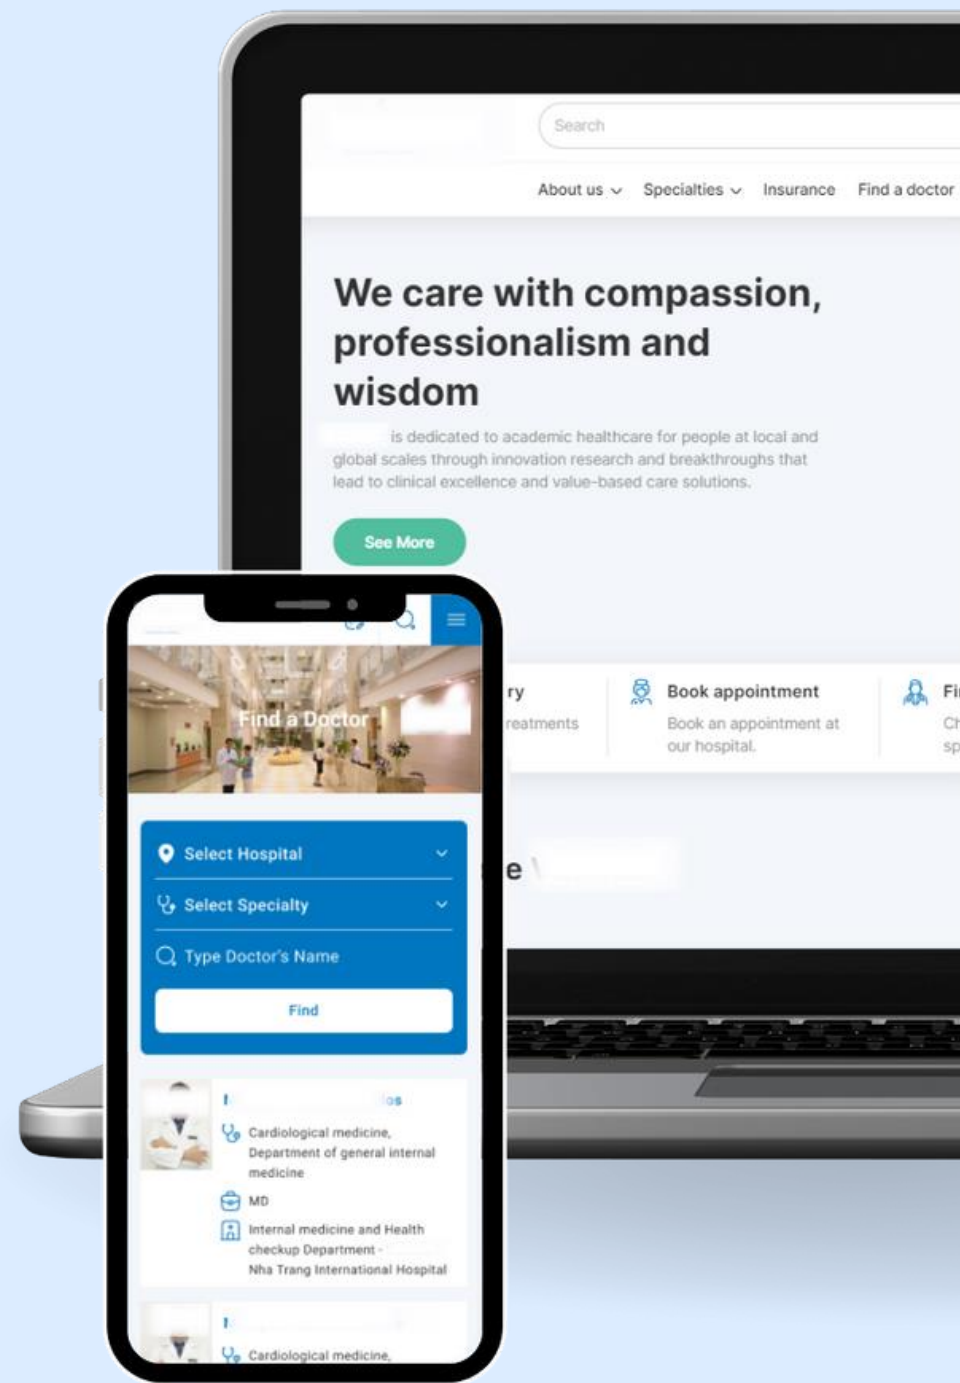 Search
About us Specialties Insurance Find a doctor
We care with compassion,
professionalism and
wisdom
is dedicated to academic healthcare for people at local and
global scales through innovation research and breakthroughs that
lead to clinical excellence and value-based care solutions.
See More
Book appointment
Book an appointment at
our hospital.
Find a Doctor
Select Hospital
Select Specialty
Type Doctor's Name
Find
Cardiological medicine,
Department of general internal
medicine
MD
Internal medicine and Health
checkup Department -
Nha Trang International Hospital
Cardiological medicine,